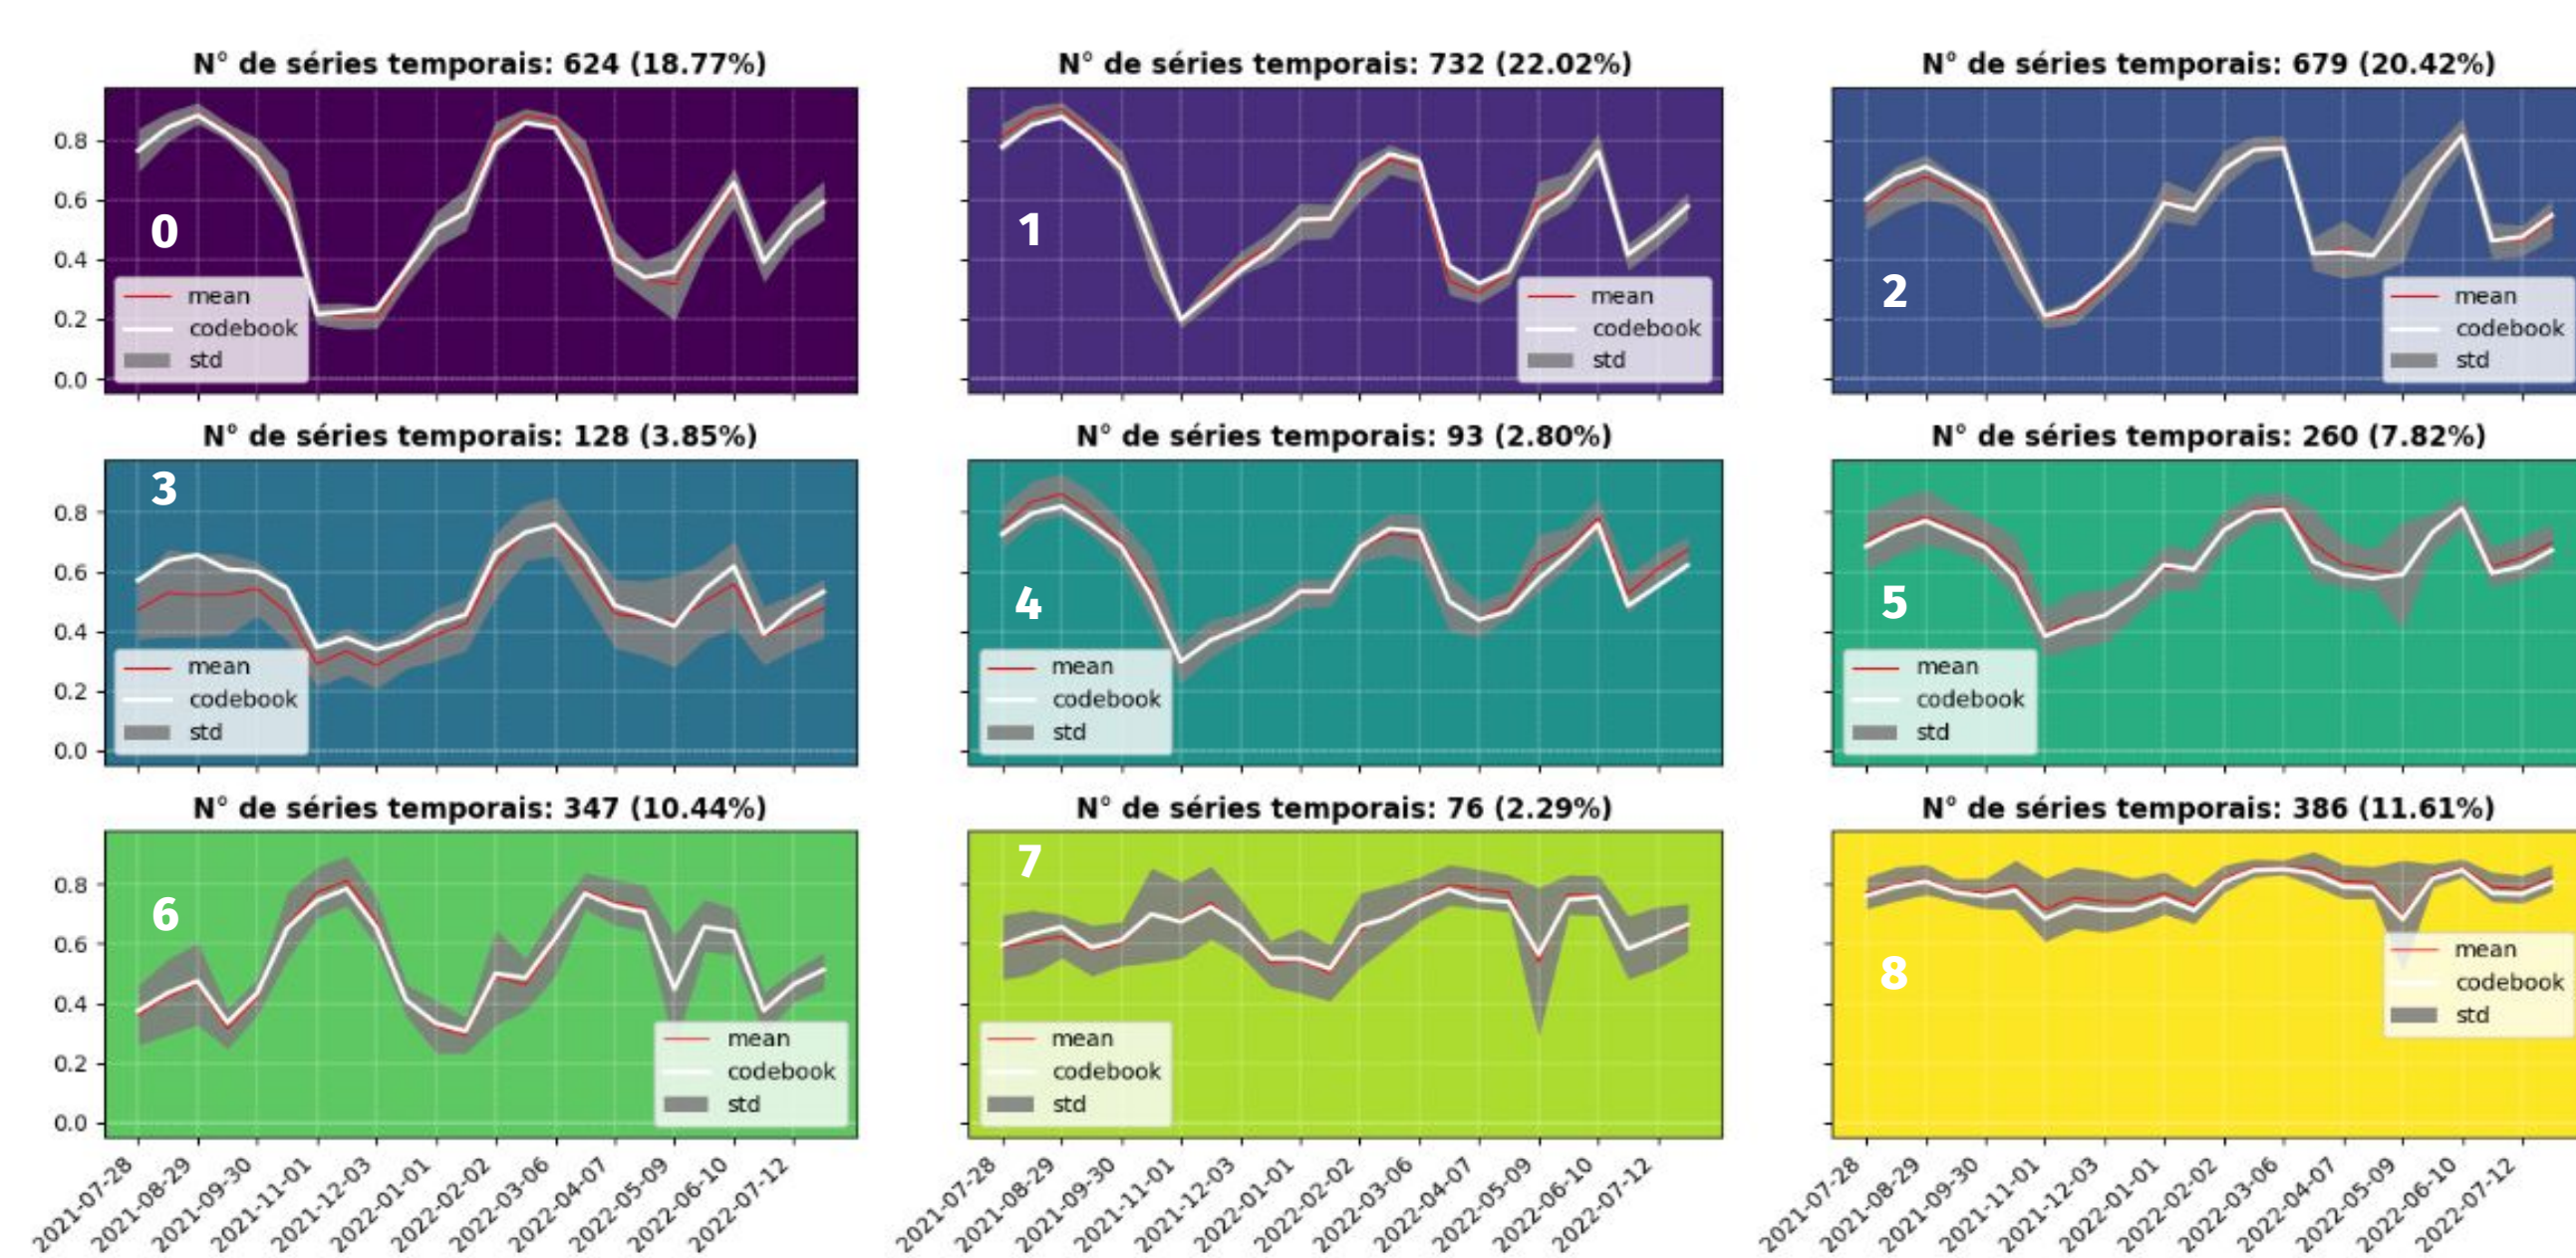 N° de séries temporais: 624 (18.77%)
N° de séries temporais: 732 (22.02%)
N° de séries temporais: 679 (20.42%)
0.8
0.6
0.4
0.2
0.0
0
mean
codebook
std
1
mean
codebook
std
2
mean
codebook
std
N° de séries temporais: 128 (3.85%)
N° de séries temporais: 93 (2.80%)
N° de séries temporais: 260 (7.82%)
0.8
0.6
0.4
0.2
0.0
3
mean
codebook
std
4
mean
codebook
std
5
mean
codebook
std
N° de séries temporais: 347 (10.44%)
N° de séries temporais: 76 (2.29%)
N° de séries temporais: 386 (11.61%)
0.8
0.6
0.4
0.2
0.0
6
mean
codebook
std
7
mean
codebook
std
8
mean
codebook
std
2021-07-28
2021-08-29
2021-09-30
2021-11-01
2021-12-03
2022-01-01
2022-02-02
2022-03-06
2022-04-07
2022-05-09
2022-06-10
2022-07-12
2021-07-28
2021-08-29
2021-09-30
2021-11-01
2021-12-03
2022-01-01
2022-02-02
2022-03-06
2022-04-07
2022-05-09
2022-06-10
2022-07-12
2021-07-28
2021-08-29
2021-09-30
2021-11-01
2021-12-03
2022-01-01
2022-02-02
2022-03-06
2022-04-07
2022-05-09
2022-06-10
2022-07-12